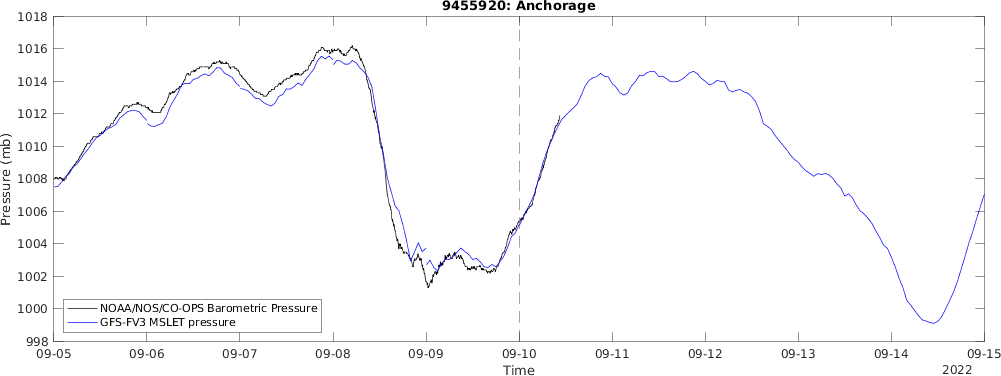 9455920: Anchorage
1018
1016
1014
1012
1010
1008
1006
1004
1002
1000
998
Pressure (mb)
NOAA/NOS/CO-OPS Barometric Pressure
GFS-FV3 MSLET pressure
09-05 09-06 09-07 09-08 09-09 09-10 09-11 09-12 09-13 09-14 09-15
Time
2022